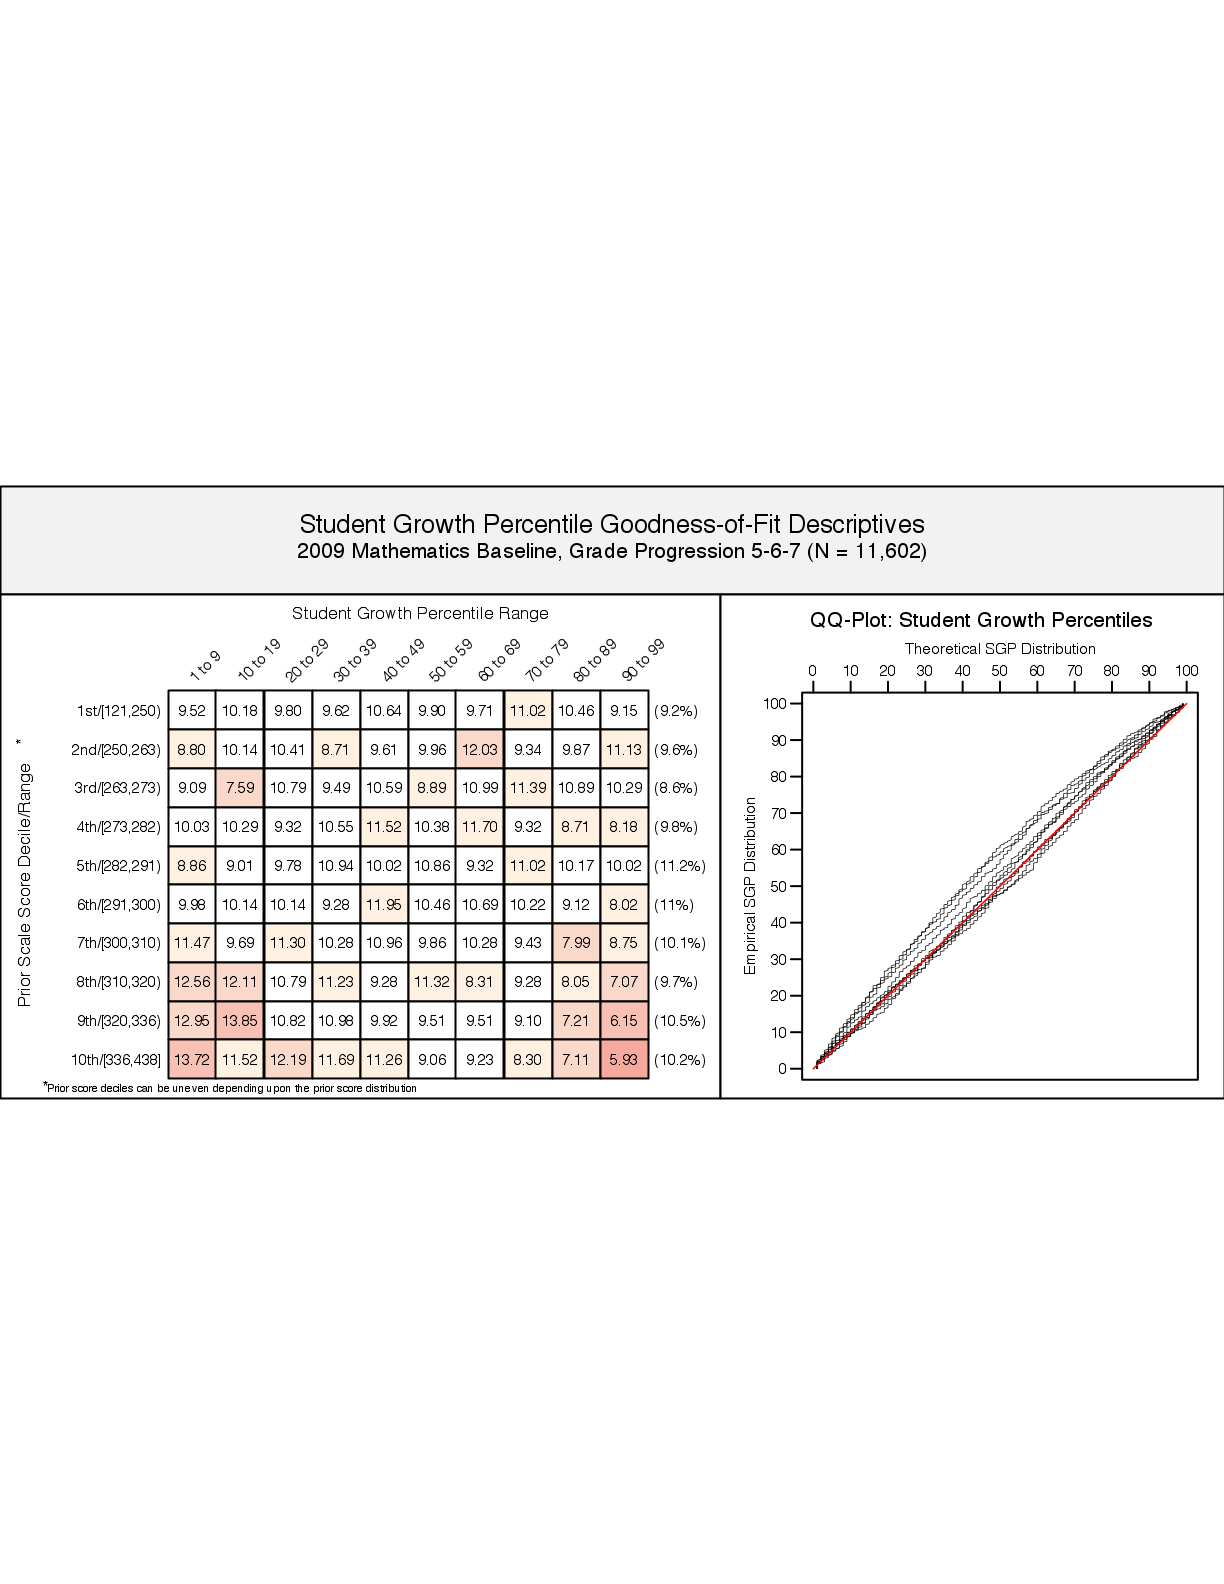 Student Growth Percentile Goodness-of-Fit Descriptives
2009 Mathematics Baseline, Grade Progression 5-6-7 (N = 11,602)
Student Growth Percentile Range
1 to 9 10 to 19 20 to 29 30 to 39 40 to 49 50 to 59 60 to 69 70 to 79 80 to 89 90 to 99
Prior Scale Score Decile/Range *
1st/[121,250) 9.52 10.18 9.80 9.62 10.64 9.90 9.71 11.02 10.46 9.15 (9.2%)
2nd/[250,263) 8.80 10.14 10.41 8.71 9.61 9.96 12.03 9.34 9.87 11.13 (9.6%)
3rd/[263,273) 9.09 7.59 10.79 9.49 10.59 8.89 10.99 11.39 10.89 10.29 (8.6%)
4th/[273,282) 10.03 10.29 9.32 10.55 11.52 10.38 11.70 9.32 8.71 8.18 (9.8%)
5th/[282,291) 8.86 9.01 9.78 10.94 10.02 10.86 9.32 11.02 10.17 10.02 (11.2%)
6th/[291,300) 9.98 10.14 10.14 9.28 11.95 10.46 10.69 10.22 9.12 8.02 (11%)
7th/[300,310) 11.47 9.69 11.30 10.28 10.96 9.86 10.28 9.43 7.99 8.75 (10.1%)
8th/[310,320) 12.56 12.11 10.79 11.23 9.28 11.32 8.31 9.28 8.05 7.07 (9.7%)
9th/[320,336) 12.95 13.85 10.82 10.98 9.92 9.51 9.51 9.10 7.21 6.15 (10.5%)
10th/[336,438] 13.72 11.52 12.19 11.69 11.26 9.06 9.23 8.30 7.11 5.93 (10.2%)
*Prior score deciles can be uneven depending upon the prior score distribution
QQ-Plot: Student Growth Percentiles
Theoretical SGP Distribution
0 10 20 30 40 50 60 70 80 90 100
Empirical SGP Distribution
100
90
80
70
60
50
40
30
20
10
0